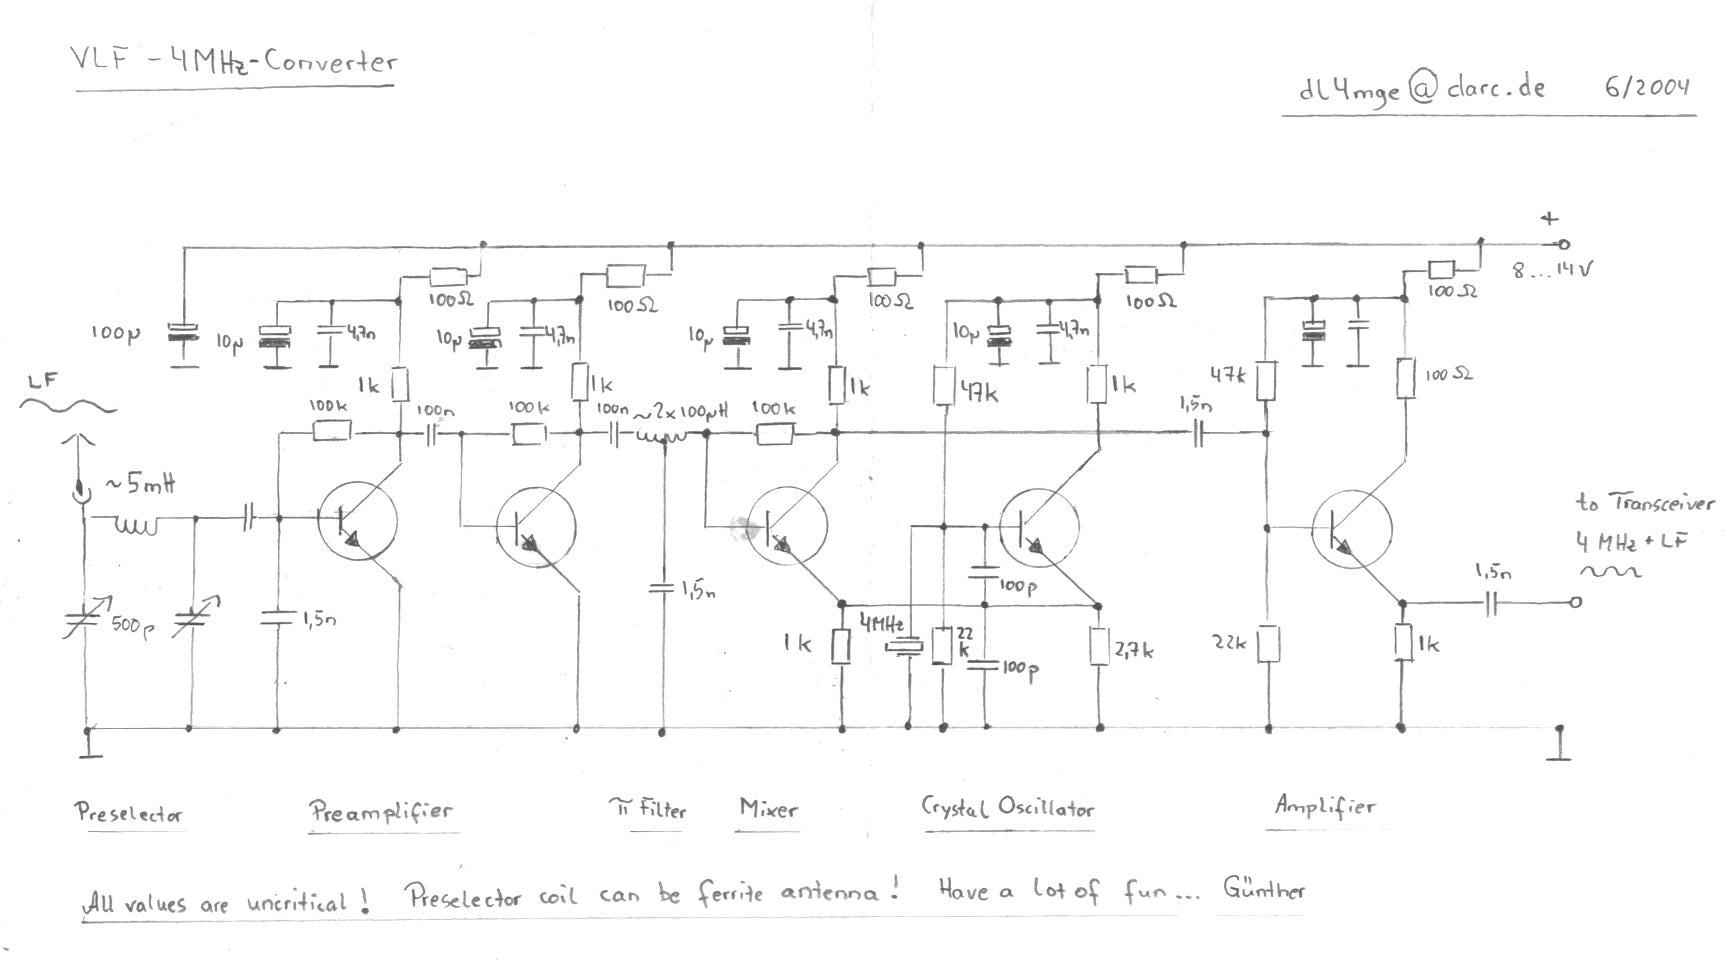 VLF - 4MHz-Converter
dl4mge@darc.de 6/2004
+
8...14V
100Ω
100Ω
100Ω
100Ω
100Ω
100µ
10µ
4,7n
10µ
4,7n
10µ
4,7n
10µ
4,7n
LF
1k
1k
1k
47k
1k
47k
100Ω
100k
100n
100k
100n
~2x100µH
100k
1,5n
~5mH
to Transceiver
4 MHz + LF
500p
1,5n
1,5n
100p
1,5n
1k
4MHz
22
k
100p
2,7k
22k
1k
Preselector
Preamplifier
π Filter
Mixer
Crystal Oscillator
Amplifier
All values are uncritical! Preselector coil can be ferrite antenna! Have a lot of fun... Günther